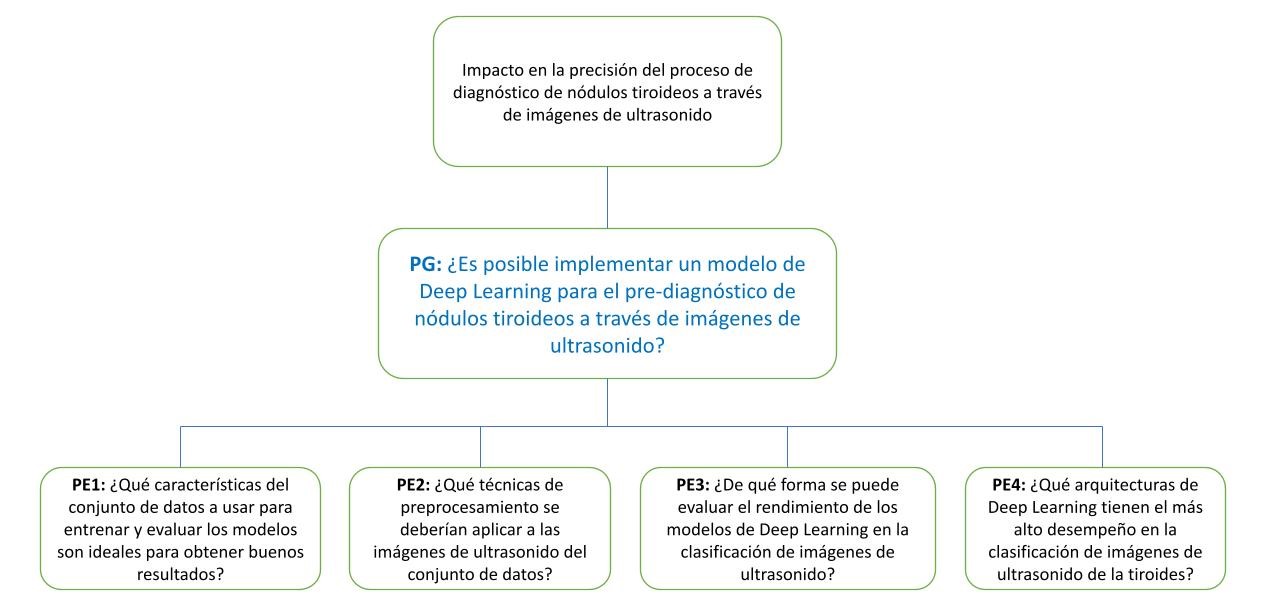 Impacto en la precisión del proceso de
diagnóstico de nódulos tiroideos a través
de imágenes de ultrasonido
PG: ¿Es posible implementar un modelo de
Deep Learning para el pre-diagnóstico de
nódulos tiroideos a través de imágenes de
ultrasonido?
PE1: ¿Qué características del
conjunto de datos a usar para
entrenar y evaluar los modelos
son ideales para obtener buenos
resultados?
PE2: ¿Qué técnicas de
preprocesamiento se
deberían aplicar a las
imágenes de ultrasonido del
conjunto de datos?
PE3: ¿De qué forma se puede
evaluar el rendimiento de los
modelos de Deep Learning en la
clasificación de imágenes de
ultrasonido?
PE4: ¿Qué arquitecturas de
Deep Learning tienen el más
alto desempeño en la
clasificación de imágenes de
ultrasonido de la tiroides?